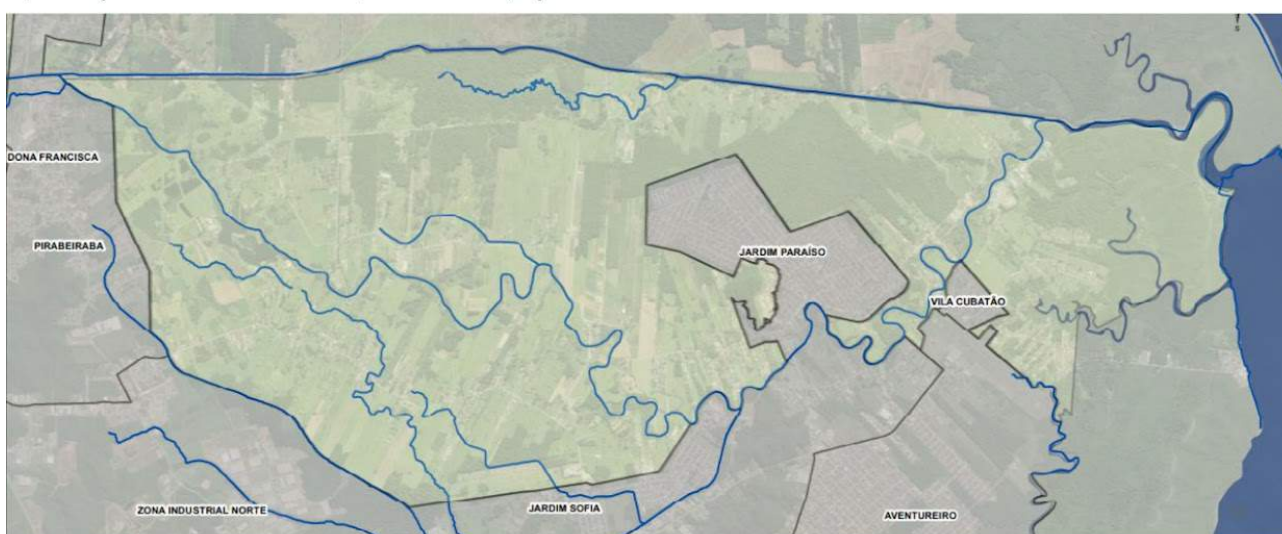 DONA FRANCISCA
PIRABEIRABA
JARDIM PARAÍSO
VILA CUBATÃO
ZONA INDUSTRIAL NORTE
JARDIM SOFIA
AVENTUREIRO